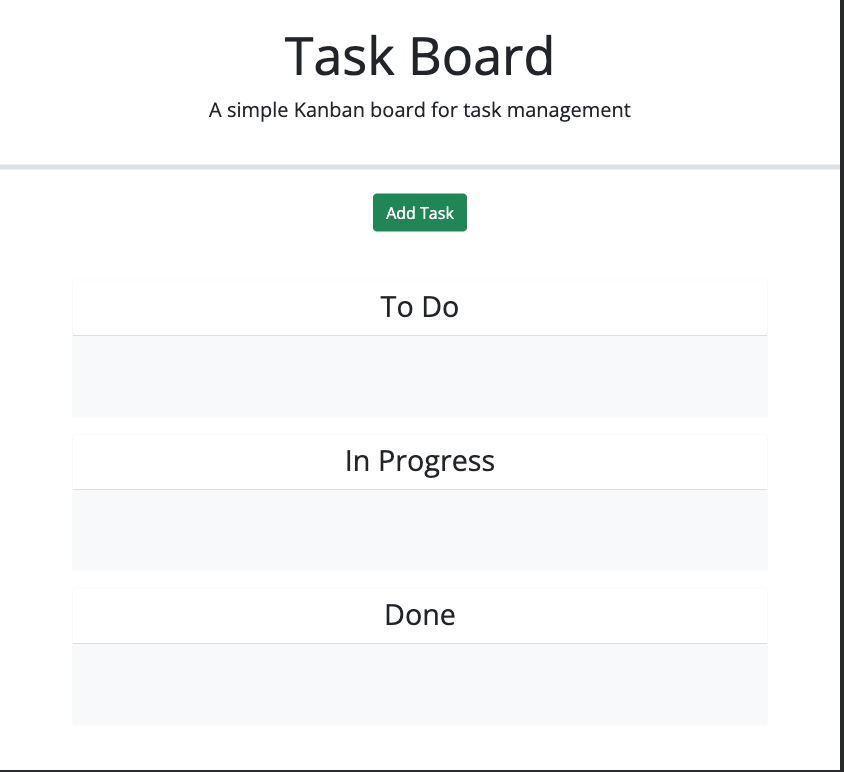 Task Board
A simple Kanban board for task management
Add Task
To Do
In Progress
Done